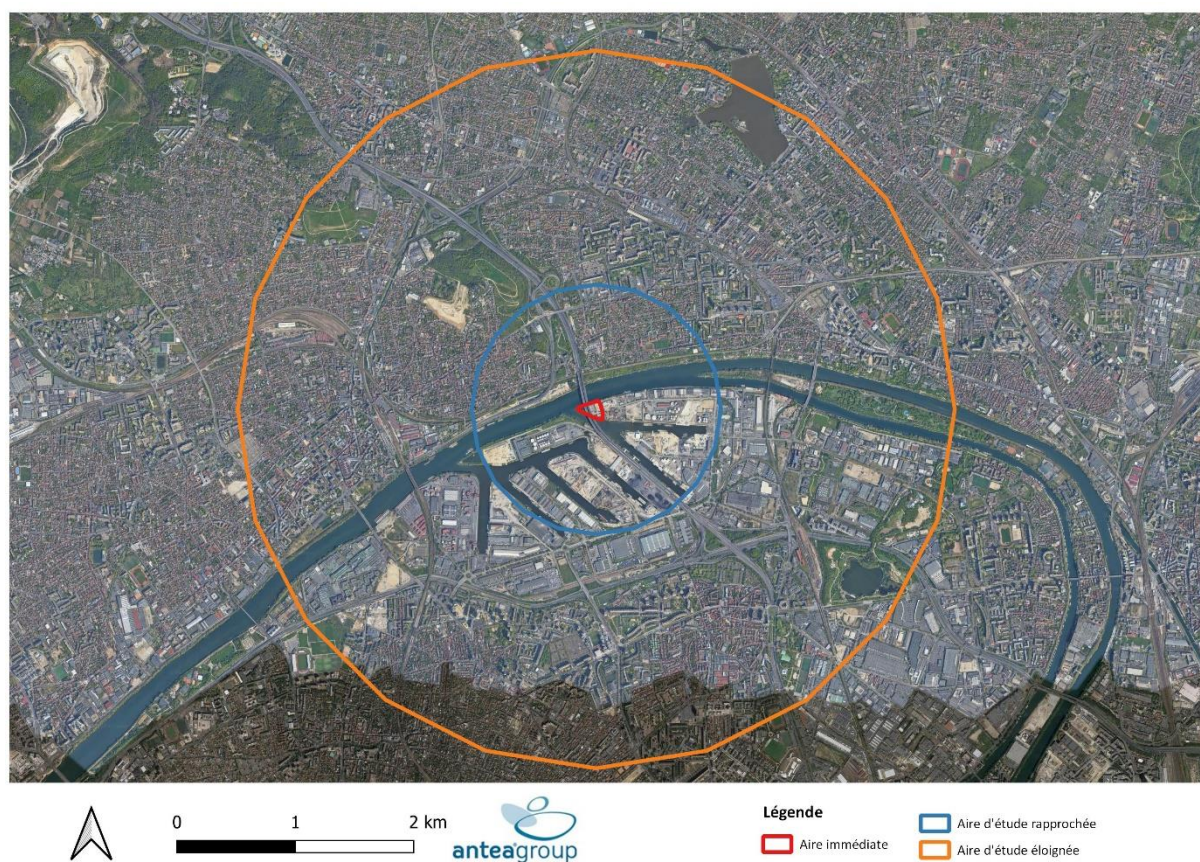 0 1 2 km
anteagroup
Légende
Aire immédiate
Aire d'étude rapprochée
Aire d'étude éloignée